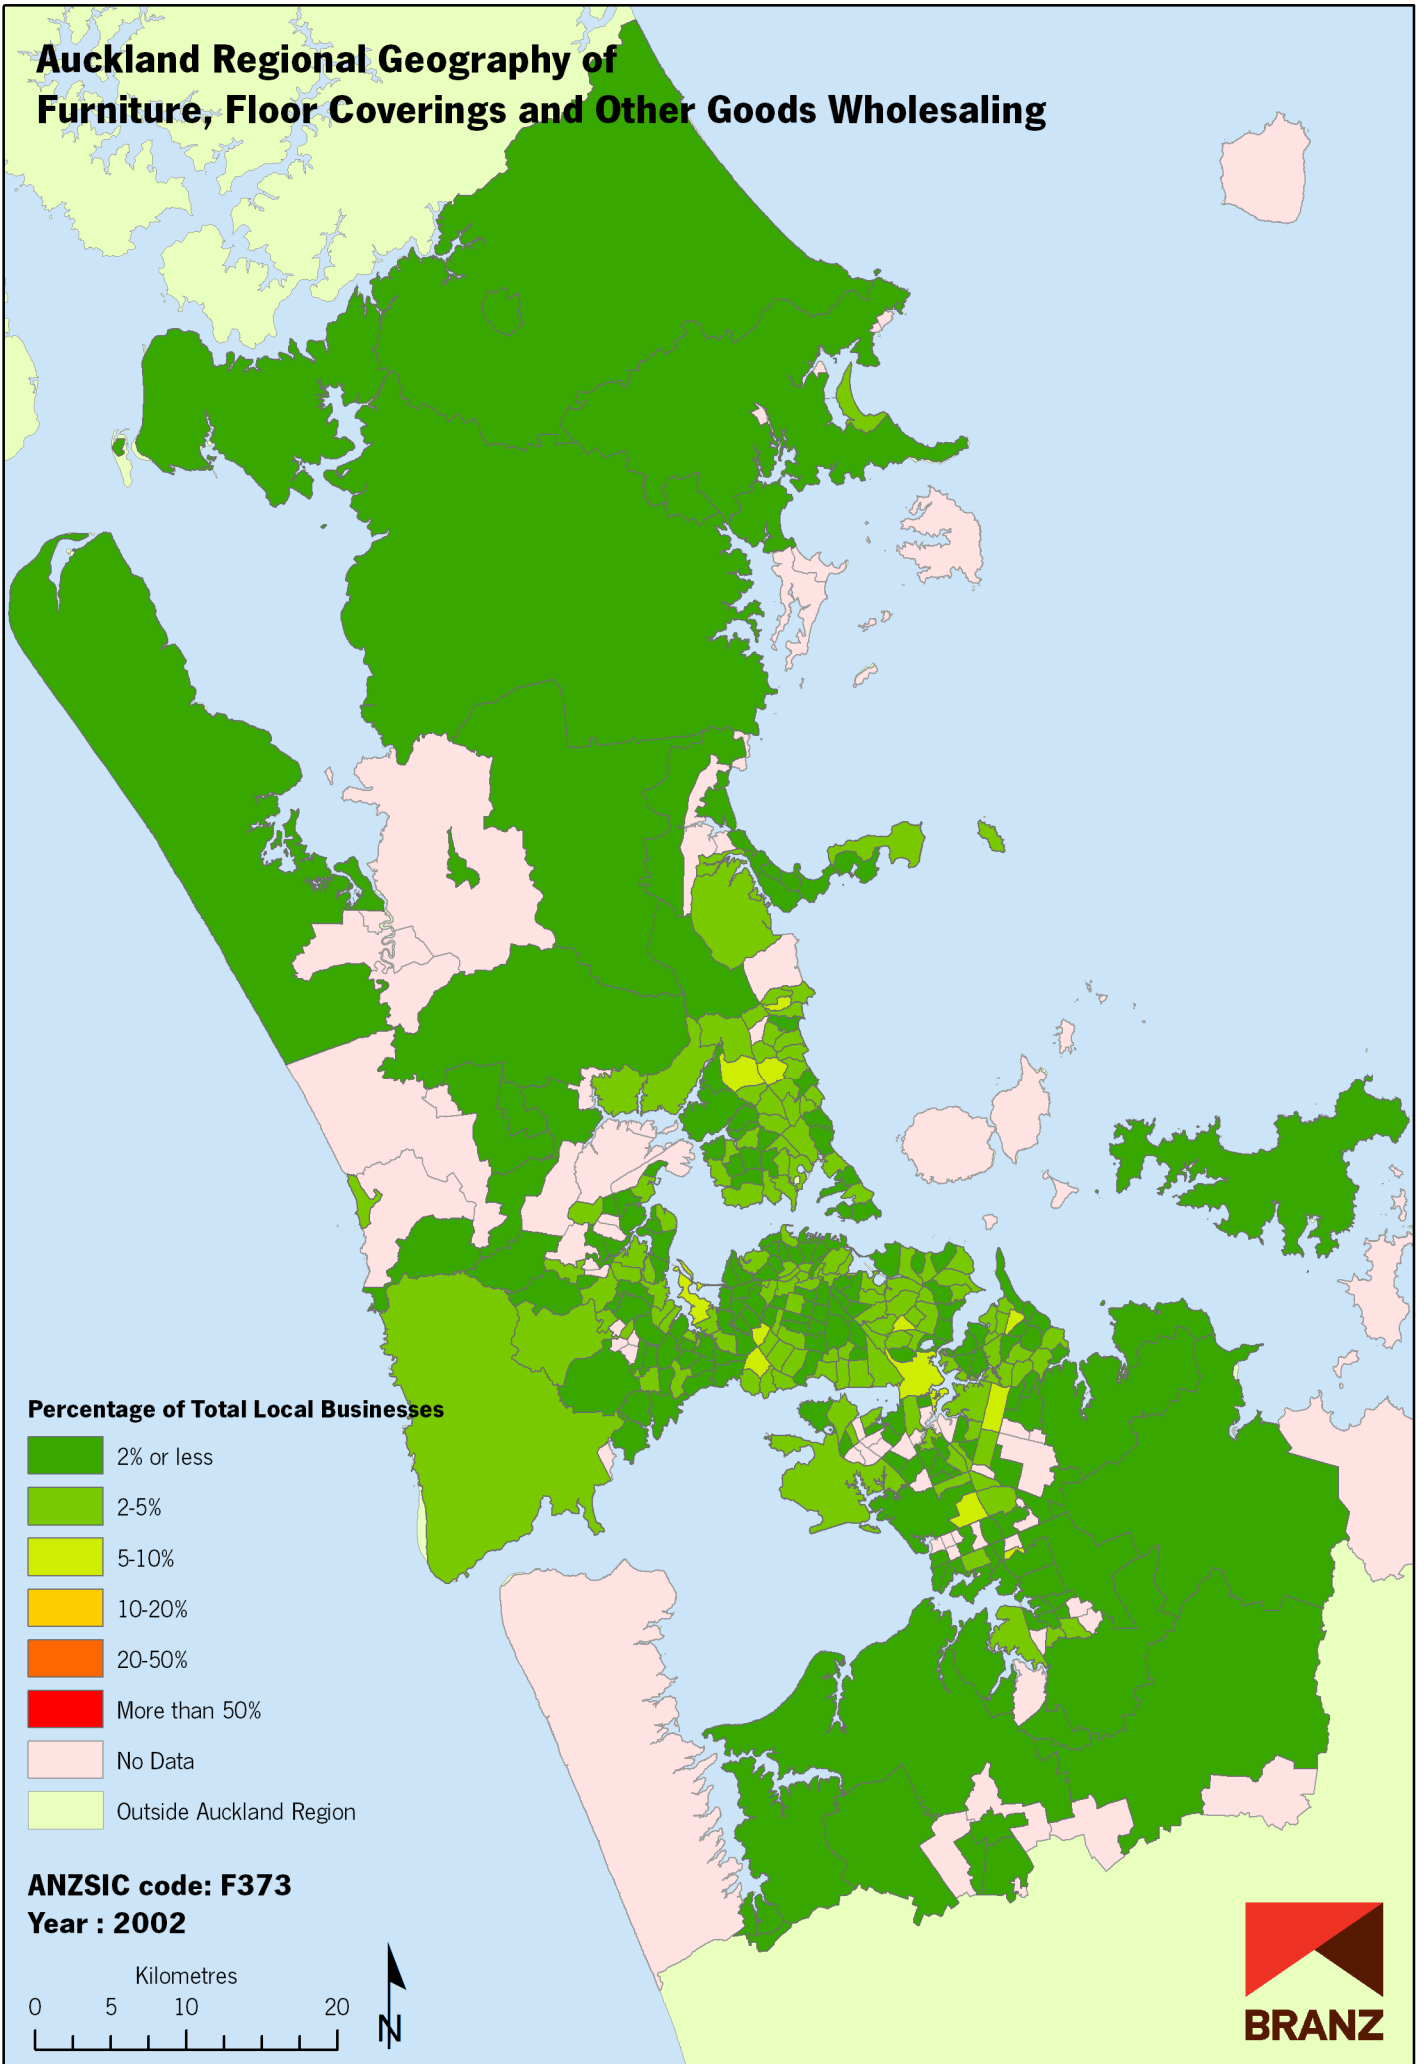 Auckland Regional Geography of
Furniture, Floor Coverings and Other Goods Wholesaling
Percentage of Total Local Businesses
2% or less
2-5%
5-10%
10-20%
20-50%
More than 50%
No Data
Outside Auckland Region
ANZSIC code: F373
Year : 2002
Kilometres
0 5 10 20
N
BRANZ